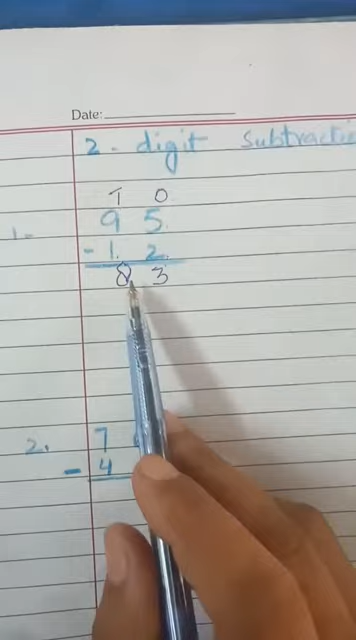 Date:
2 - digit subtractio
T O
1. 9 5
- 1 2
8 3
2. 7
- 4